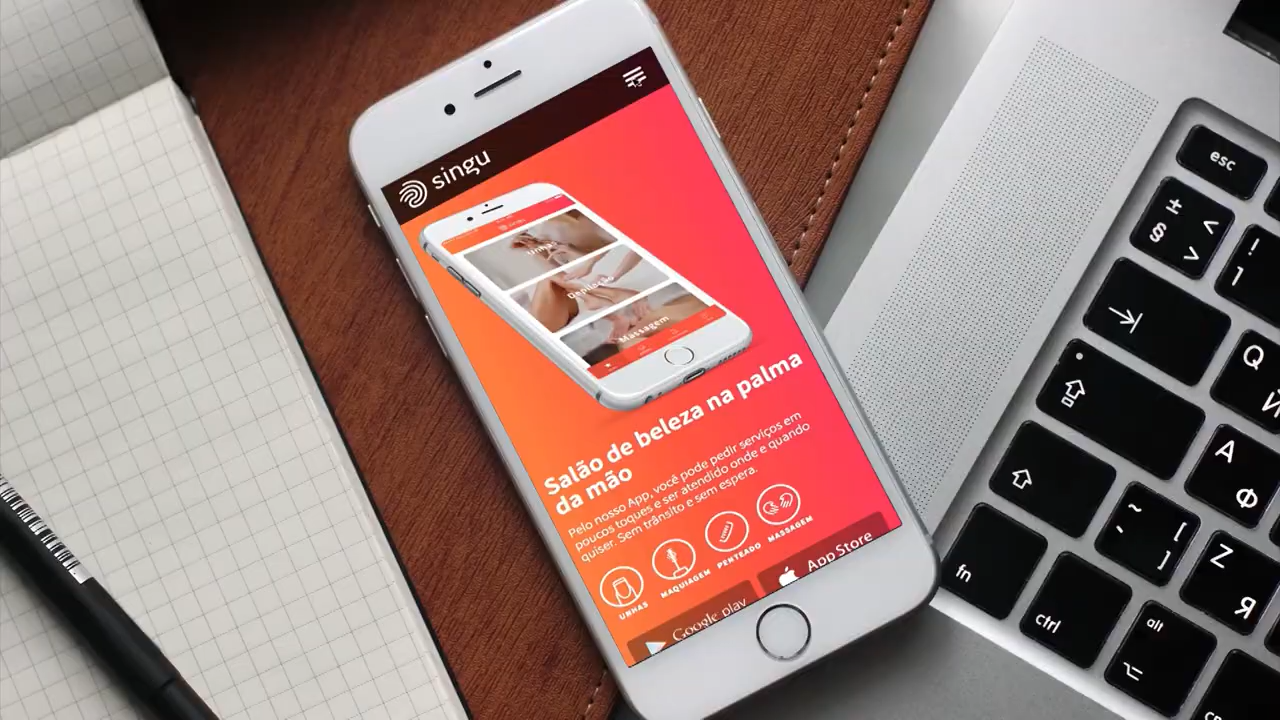 singu
Unhas
Depilação
Massagem
Salão de beleza na palma
da mão
Pelo nosso App, você pode pedir serviços em
poucos toques e ser atendido onde e quando
quiser. Sem trânsito e sem espera.
UNHAS
MAQUIAGEM
PENTEADO
MASSAGEM
Google play
App Store
esc
± >
§ <
!
1
Q
Й
A
Ф
~ [
]
Z
Я
fn
ctrl
alt